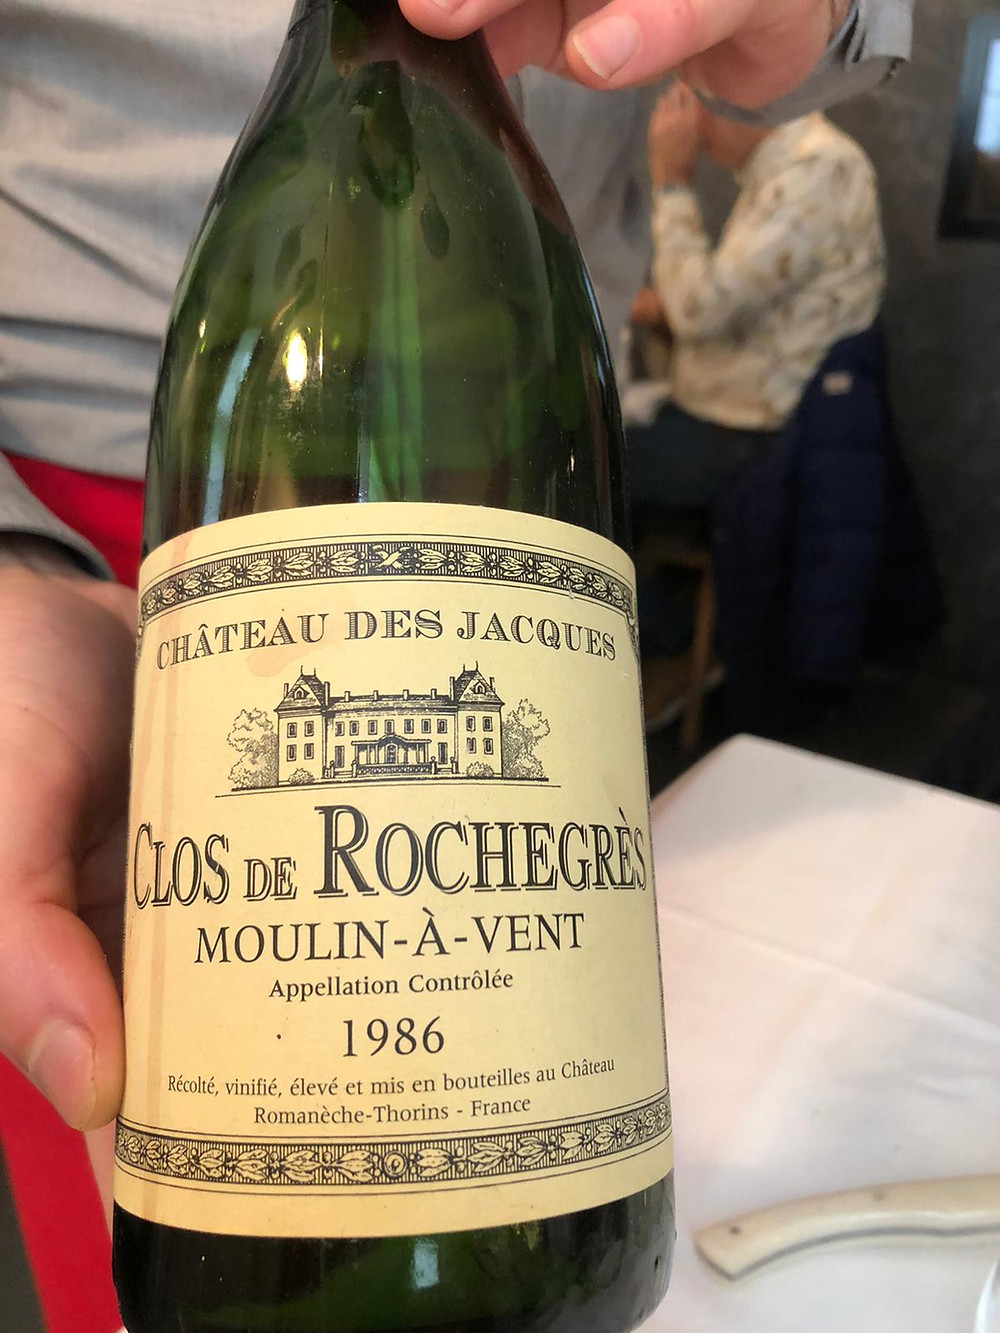 CHÂTEAU DES JACQUES
CLOS DE ROCHEGRÈS
MOULIN-À-VENT
Appellation Contrôlée
1986
Récolté, vinifié, élevé et mis en bouteilles au Château
Romanèche-Thorins - France